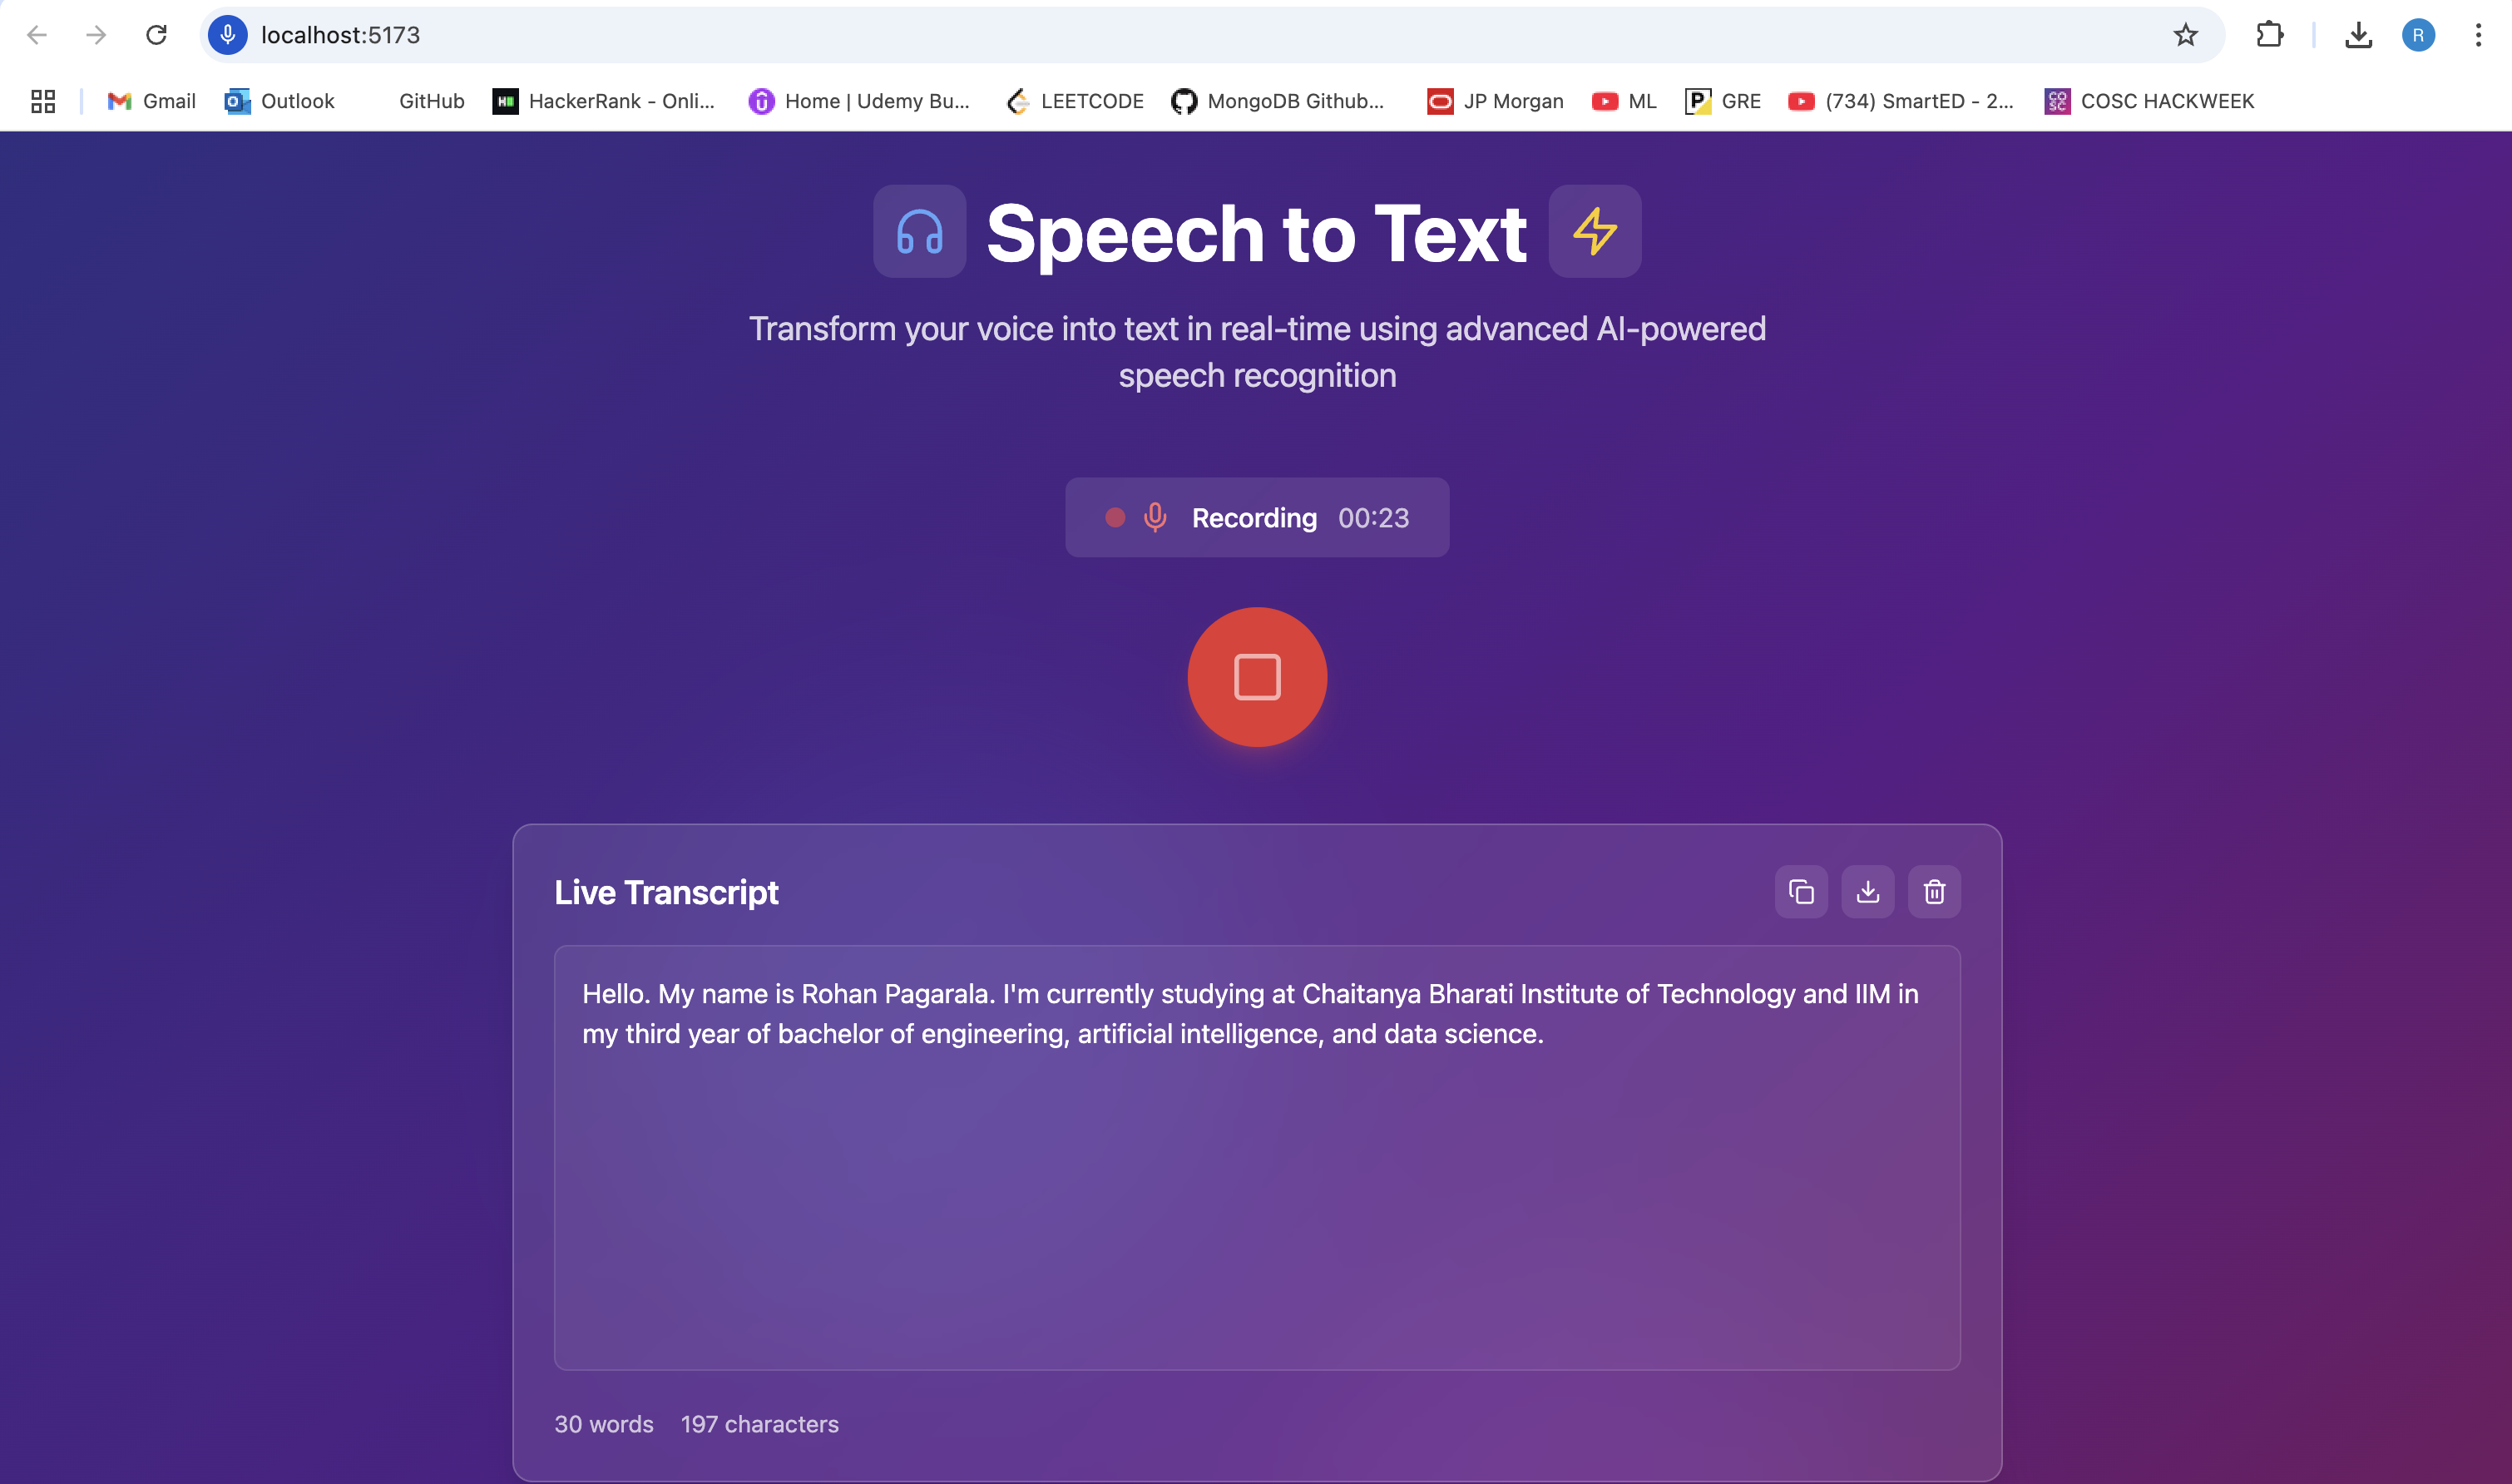 localhost:5173
Gmail Outlook GitHub HackerRank - Onli... Home | Udemy Bu... LEETCODE MongoDB Github... JP Morgan ML GRE (734) SmartED - 2... COSC HACKWEEK
R
Speech to Text
Transform your voice into text in real-time using advanced AI-powered
speech recognition
Recording 00:23
Live Transcript
Hello. My name is Rohan Pagarala. I'm currently studying at Chaitanya Bharati Institute of Technology and IIM in
my third year of bachelor of engineering, artificial intelligence, and data science.
30 words 197 characters